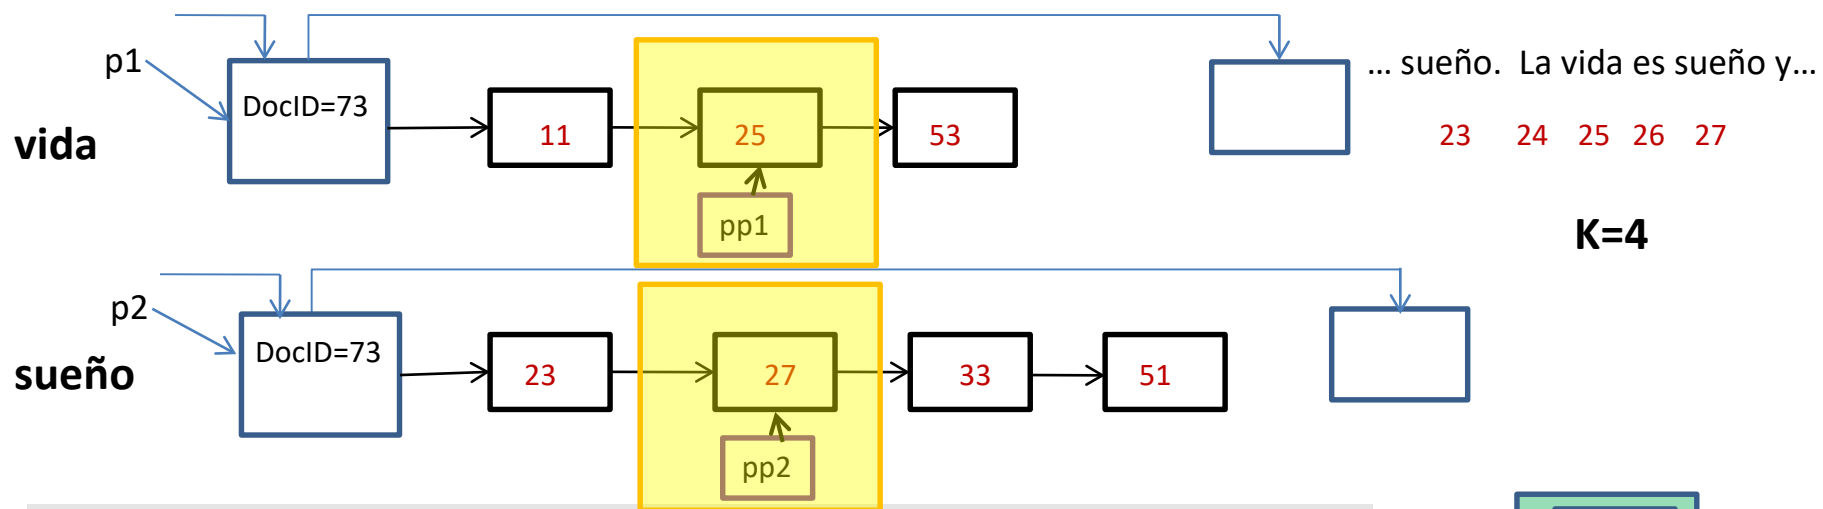 p1
vida
DocID=73
11
25
53
pp1
… sueño. La vida es sueño y…
23 24 25 26 27
K=4
p2
sueño
DocID=73
23
27
33
51
pp2